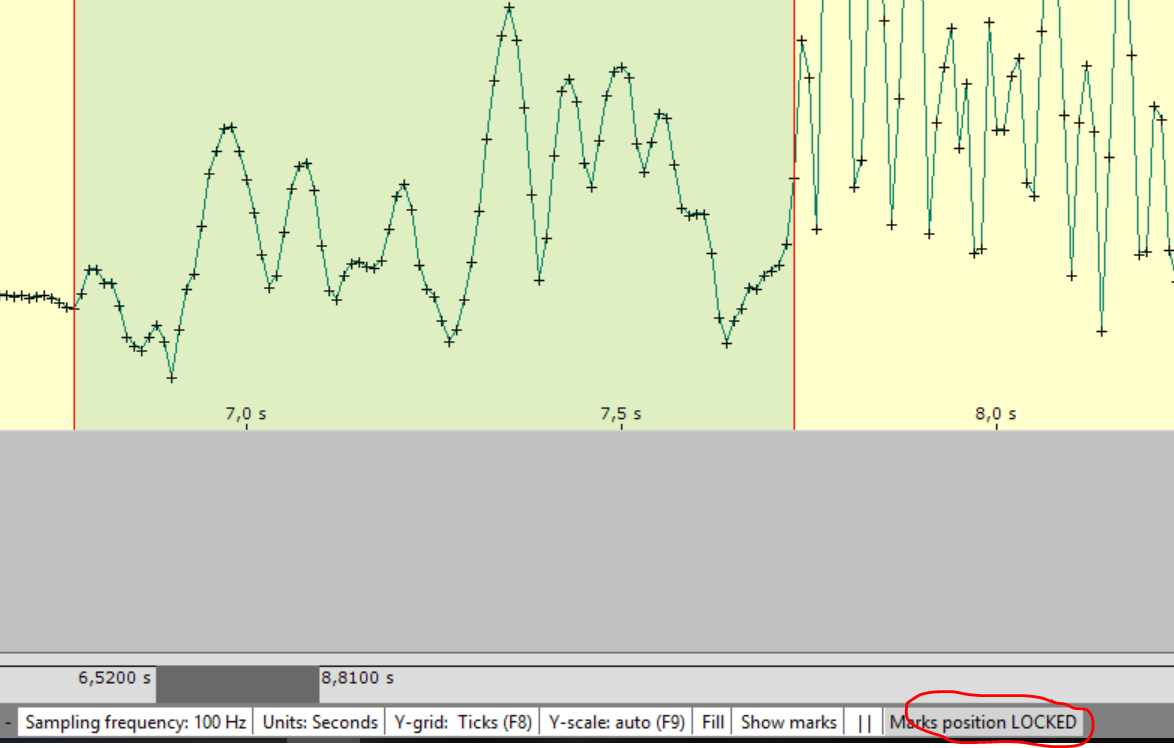 7,0 s 7,5 s 8,0 s
6,5200 s 8,8100 s
- Sampling frequency: 100 Hz Units: Seconds Y-grid: Ticks (F8) Y-scale: auto (F9) Fill Show marks || Marks position LOCKED